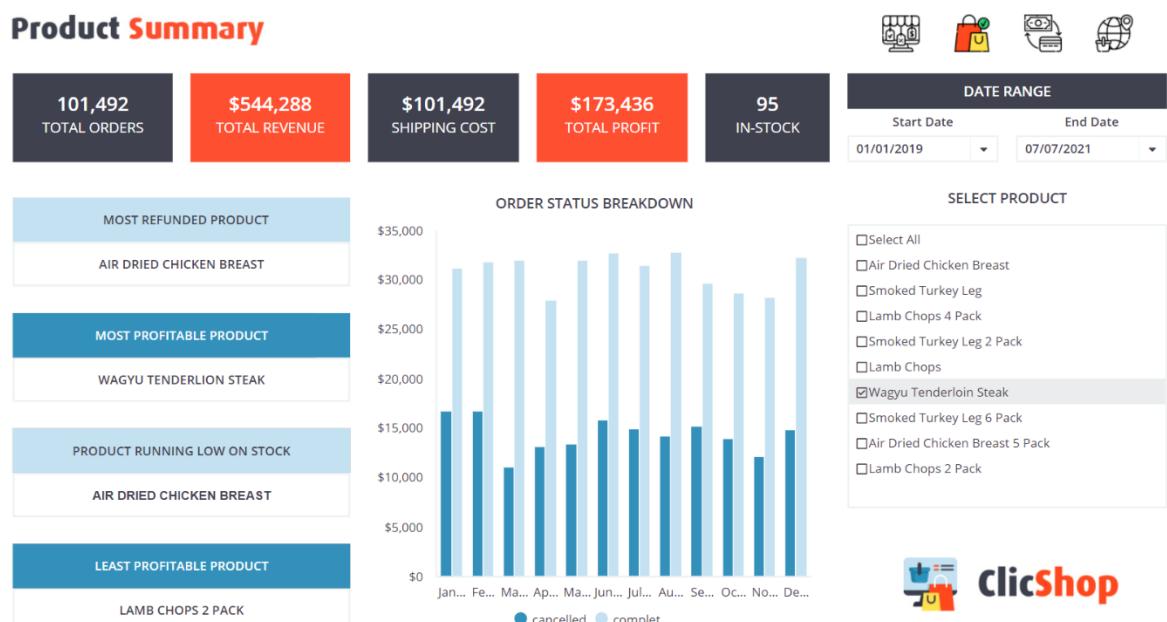 Product Summary
101,492
TOTAL ORDERS
$544,288
TOTAL REVENUE
$101,492
SHIPPING COST
$173,436
TOTAL PROFIT
95
IN-STOCK
DATE RANGE
Start Date
End Date
01/01/2019
07/07/2021
MOST REFUNDED PRODUCT
AIR DRIED CHICKEN BREAST
MOST PROFITABLE PRODUCT
WAGYU TENDERLION STEAK
PRODUCT RUNNING LOW ON STOCK
AIR DRIED CHICKEN BREAST
LEAST PROFITABLE PRODUCT
LAMB CHOPS 2 PACK
ORDER STATUS BREAKDOWN
$35,000
$30,000
$25,000
$20,000
$15,000
$10,000
$5,000
$0
Jan... Fe... Ma... Ap... Ma... Jun... Jul... Au... Se... Oc... No... De...
cancelled complet
SELECT PRODUCT
Select All
Air Dried Chicken Breast
Smoked Turkey Leg
Lamb Chops 4 Pack
Smoked Turkey Leg 2 Pack
Lamb Chops
Wagyu Tenderloin Steak
Smoked Turkey Leg 6 Pack
Air Dried Chicken Breast 5 Pack
Lamb Chops 2 Pack
ClicShop